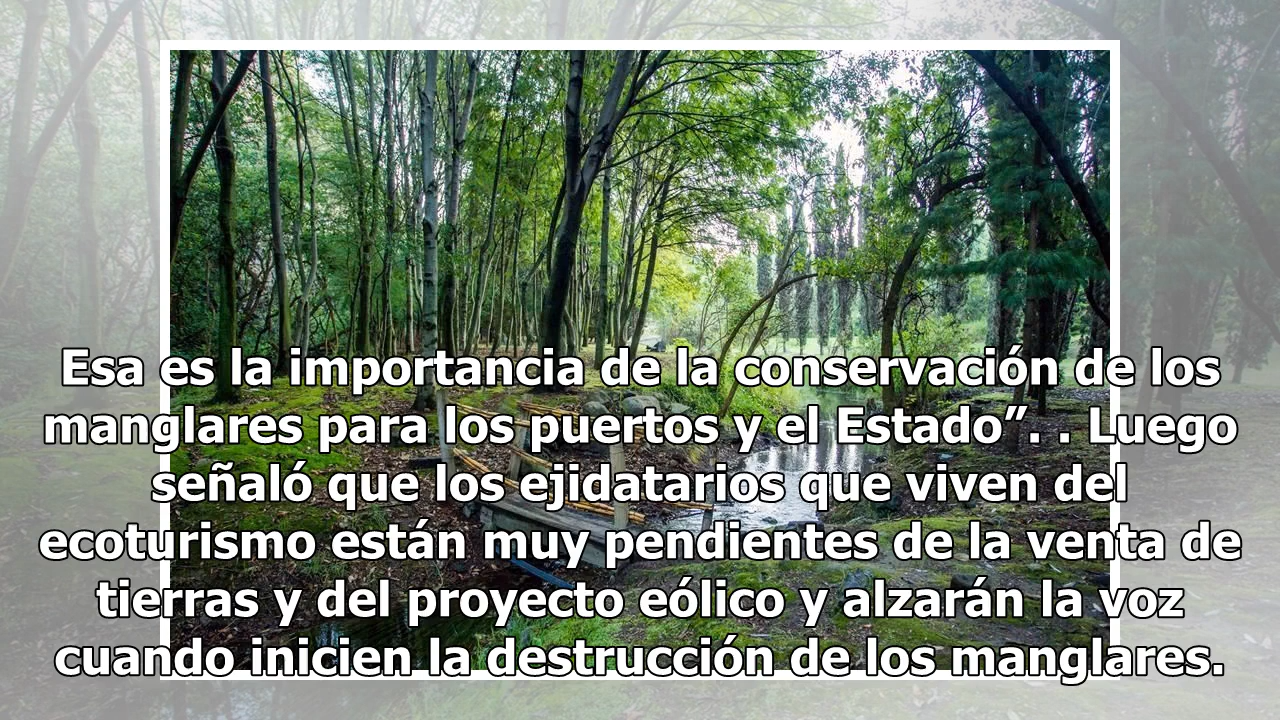 Esa es la importancia de la conservación de los
manglares para los puertos y el Estado”. . Luego
señaló que los ejidatarios que viven del
ecoturismo están muy pendientes de la venta de
tierras y del proyecto eólico y alzarán la voz
cuando inicien la destrucción de los manglares.